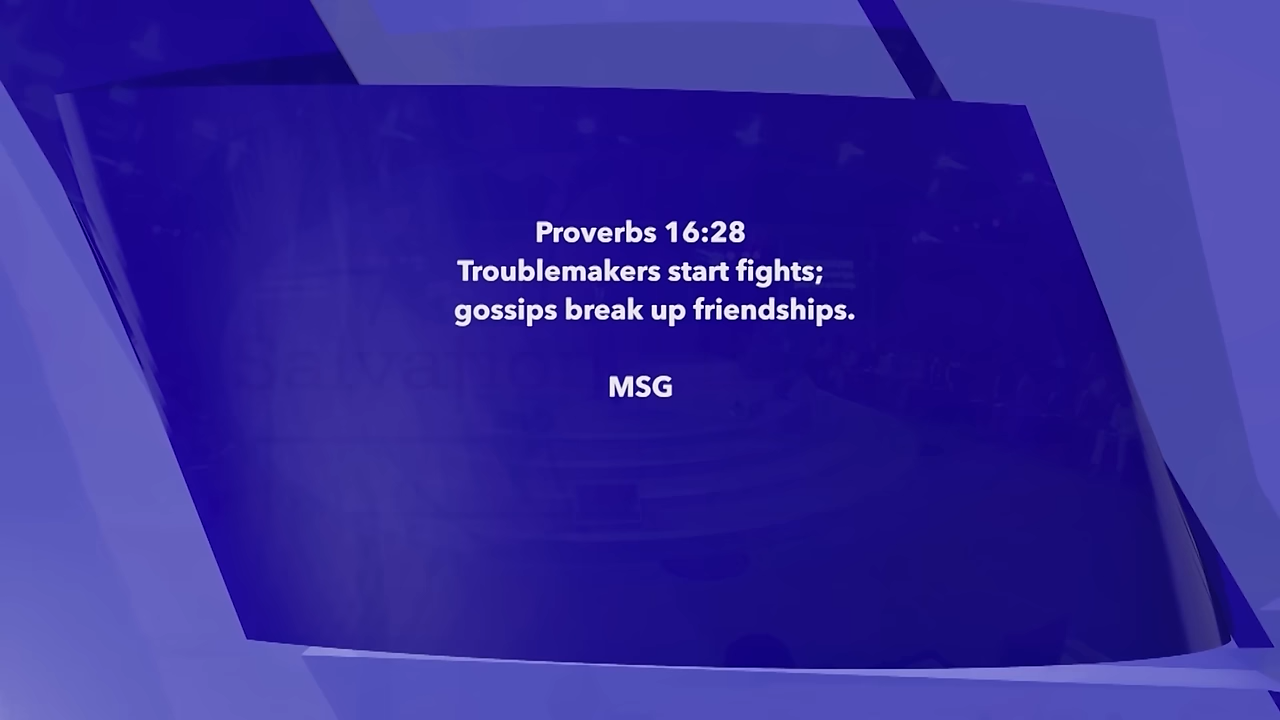 Proverbs 16:28
Troublemakers start fights;
gossips break up friendships.
MSG